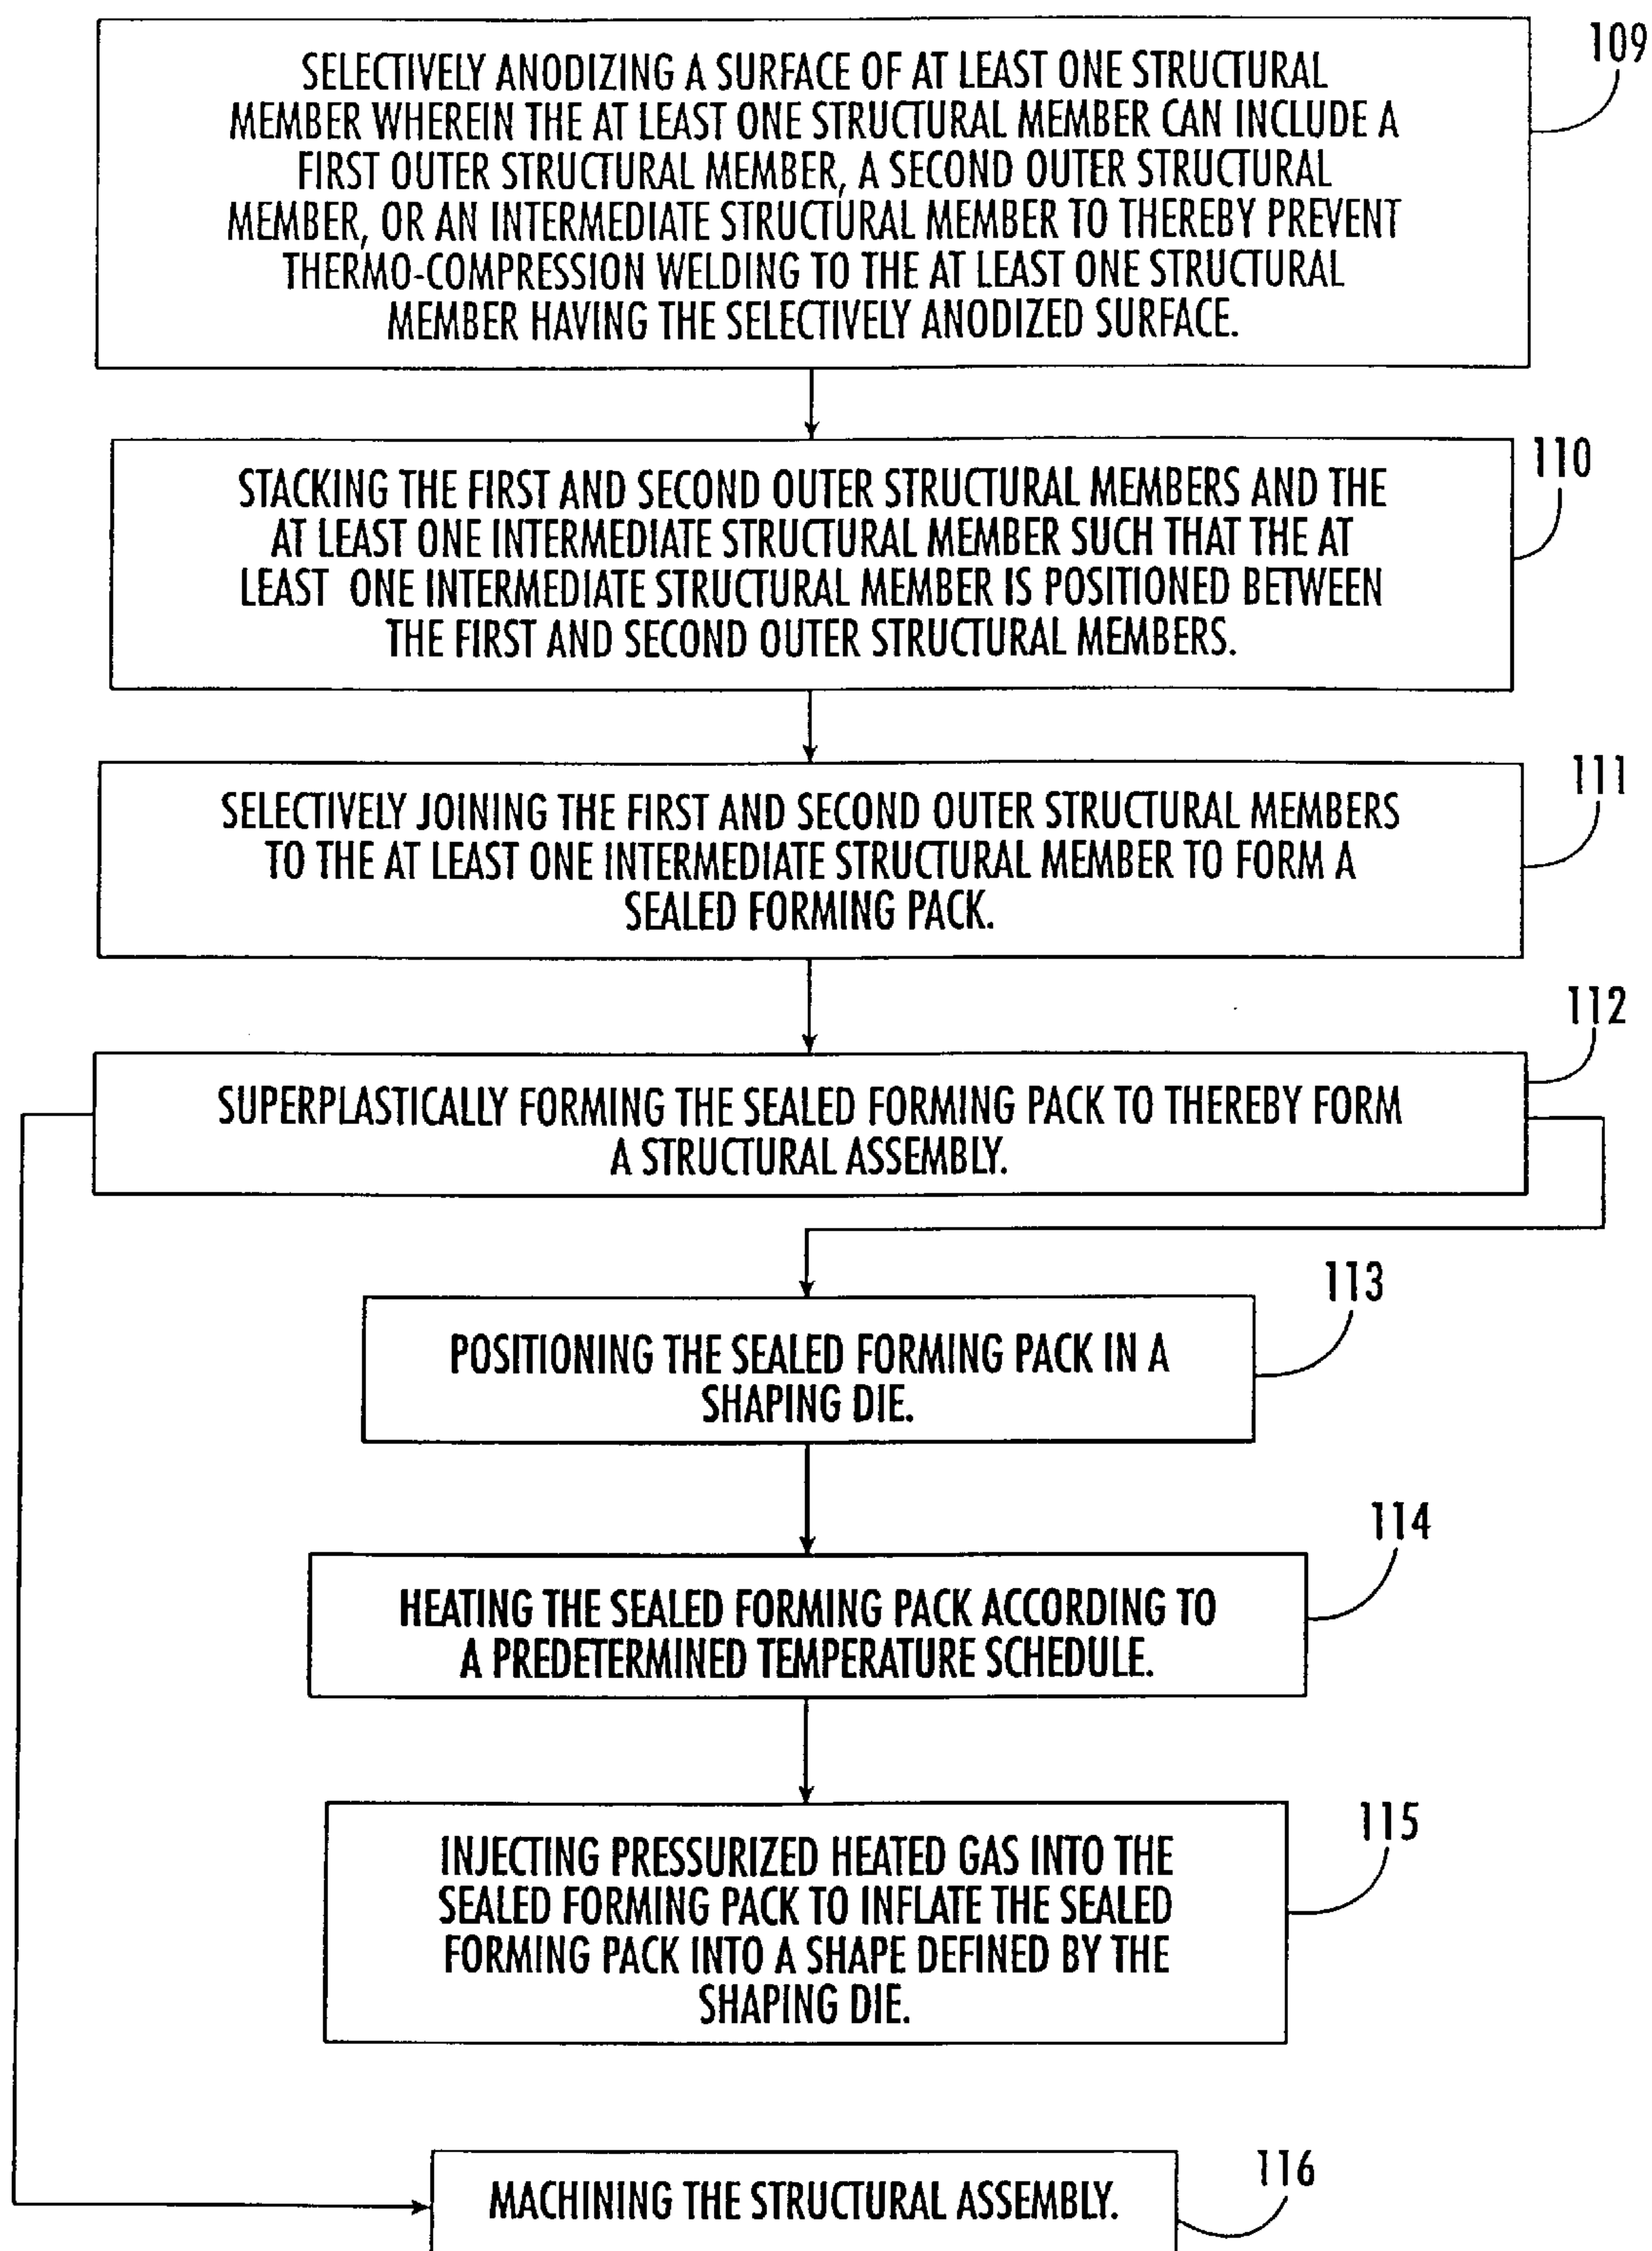 109
SELECTIVELY ANODIZING A SURFACE OF AT LEAST ONE STRUCTURAL
MEMBER WHEREIN THE AT LEAST ONE STRUCTURAL MEMBER CAN INCLUDE A
FIRST OUTER STRUCTURAL MEMBER, A SECOND OUTER STRUCTURAL
MEMBER, OR AN INTERMEDIATE STRUCTURAL MEMBER TO THEREBY PREVENT
THERMO-COMPRESSION WELDING TO THE AT LEAST ONE STRUCTURAL
MEMBER HAVING THE SELECTIVELY ANODIZED SURFACE.
110
STACKING THE FIRST AND SECOND OUTER STRUCTURAL MEMBERS AND THE
AT LEAST ONE INTERMEDIATE STRUCTURAL MEMBER SUCH THAT THE AT
LEAST ONE INTERMEDIATE STRUCTURAL MEMBER IS POSITIONED BETWEEN
THE FIRST AND SECOND OUTER STRUCTURAL MEMBERS.
111
SELECTIVELY JOINING THE FIRST AND SECOND OUTER STRUCTURAL MEMBERS
TO THE AT LEAST ONE INTERMEDIATE STRUCTURAL MEMBER TO FORM A
SEALED FORMING PACK.
112
SUPERPLASTICALLY FORMING THE SEALED FORMING PACK TO THEREBY FORM
A STRUCTURAL ASSEMBLY.
113
POSITIONING THE SEALED FORMING PACK IN A
SHAPING DIE.
114
HEATING THE SEALED FORMING PACK ACCORDING TO
A PREDETERMINED TEMPERATURE SCHEDULE.
115
INJECTING PRESSURIZED HEATED GAS INTO THE
SEALED FORMING PACK TO INFLATE THE SEALED
FORMING PACK INTO A SHAPE DEFINED BY THE
SHAPING DIE.
116
MACHINING THE STRUCTURAL ASSEMBLY.